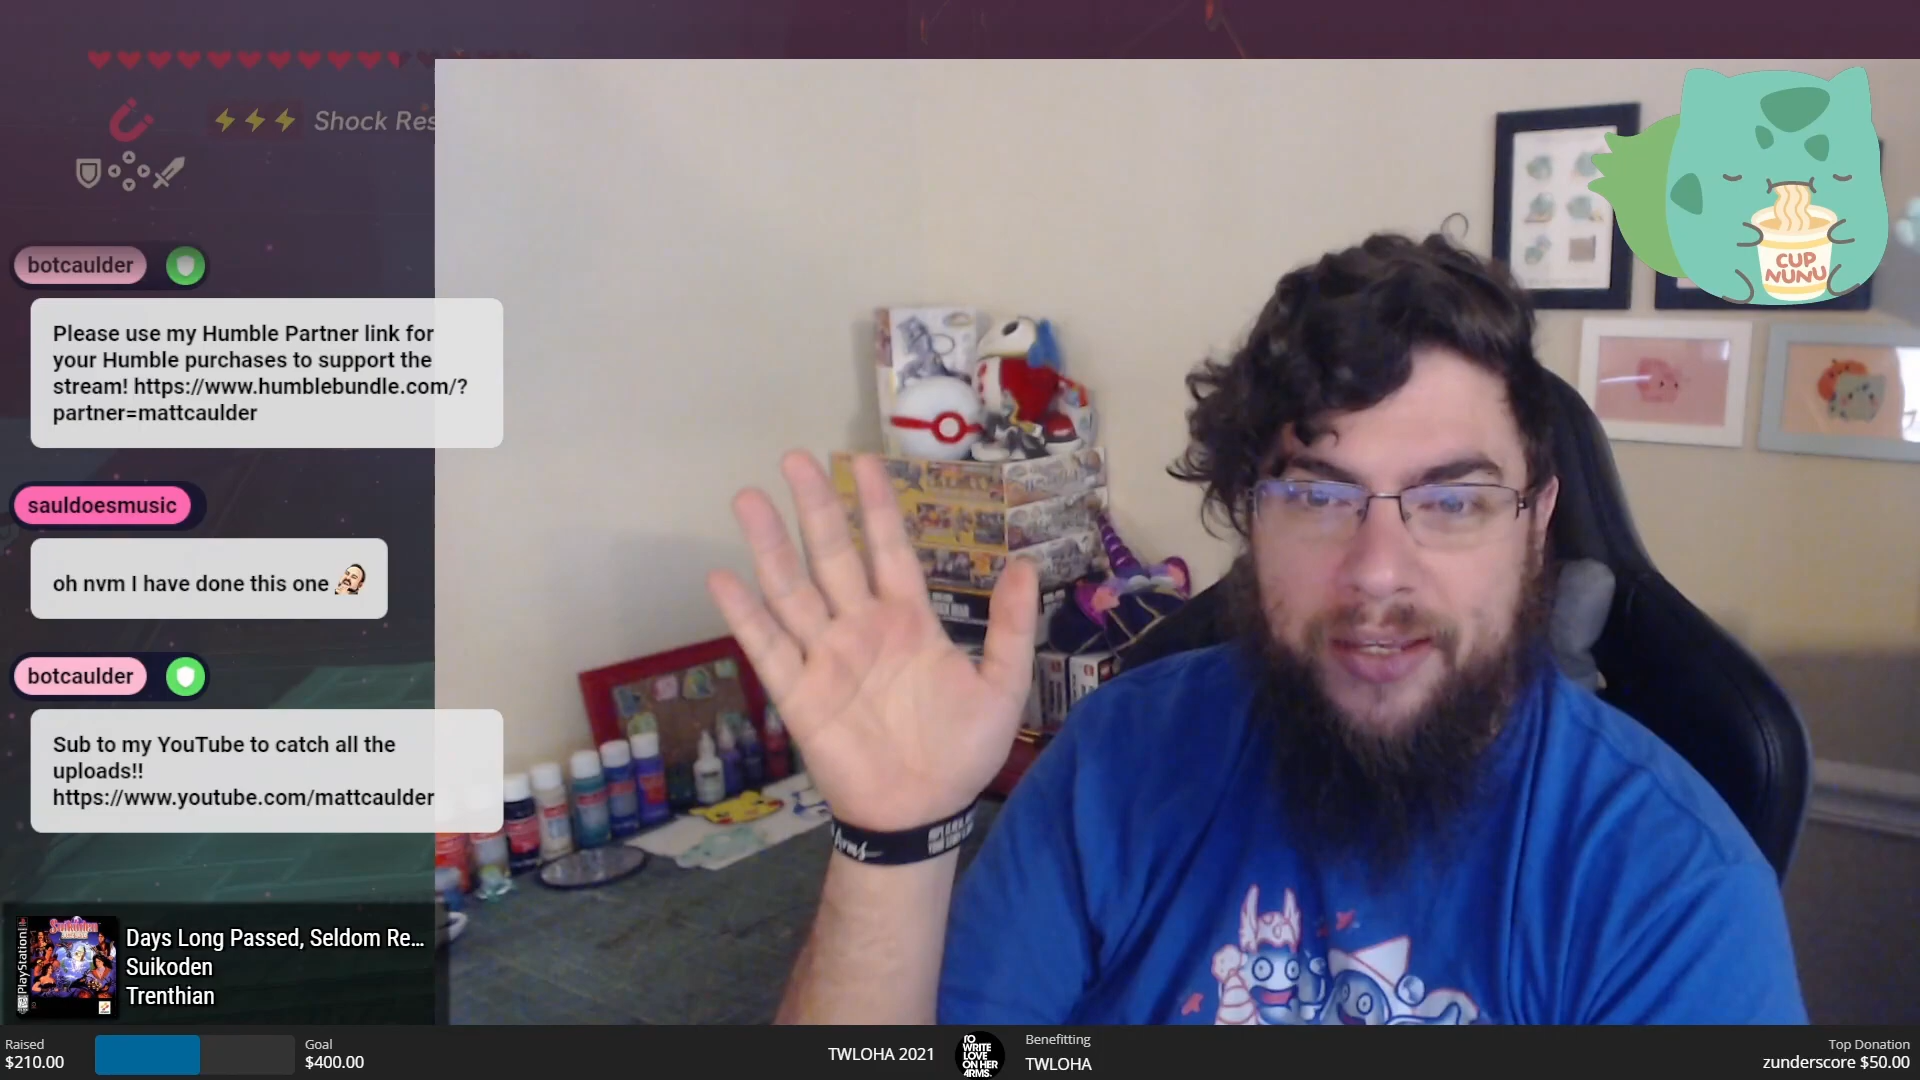 Shock Res
botcaulder
Please use my Humble Partner link for
your Humble purchases to support the
stream! https://www.humblebundle.com/?
partner=mattcaulder
sauldoesmusic
oh nvm I have done this one
botcaulder
Sub to my YouTube to catch all the
uploads!!
https://www.youtube.com/mattcaulder
CUP
NUNU
Arms
PlayStation
Suikoden
Days Long Passed, Seldom Re…
Suikoden
Trenthian
Raised
$210.00
Goal
$400.00
TWLOHA 2021
TO
WRITE
LOVE
ON HER
ARMS.
Benefitting
TWLOHA
Top Donation
zunderscore $50.00